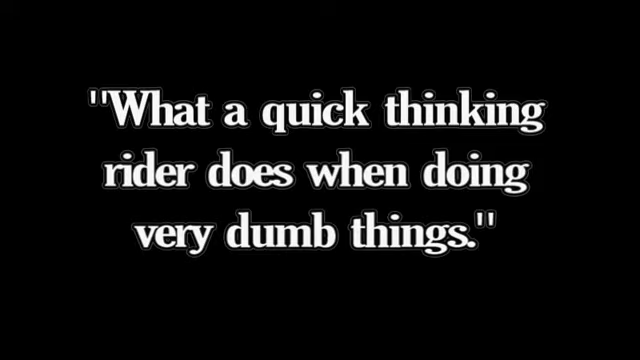 "What a quick thinking
rider does when doing
very dumb things."